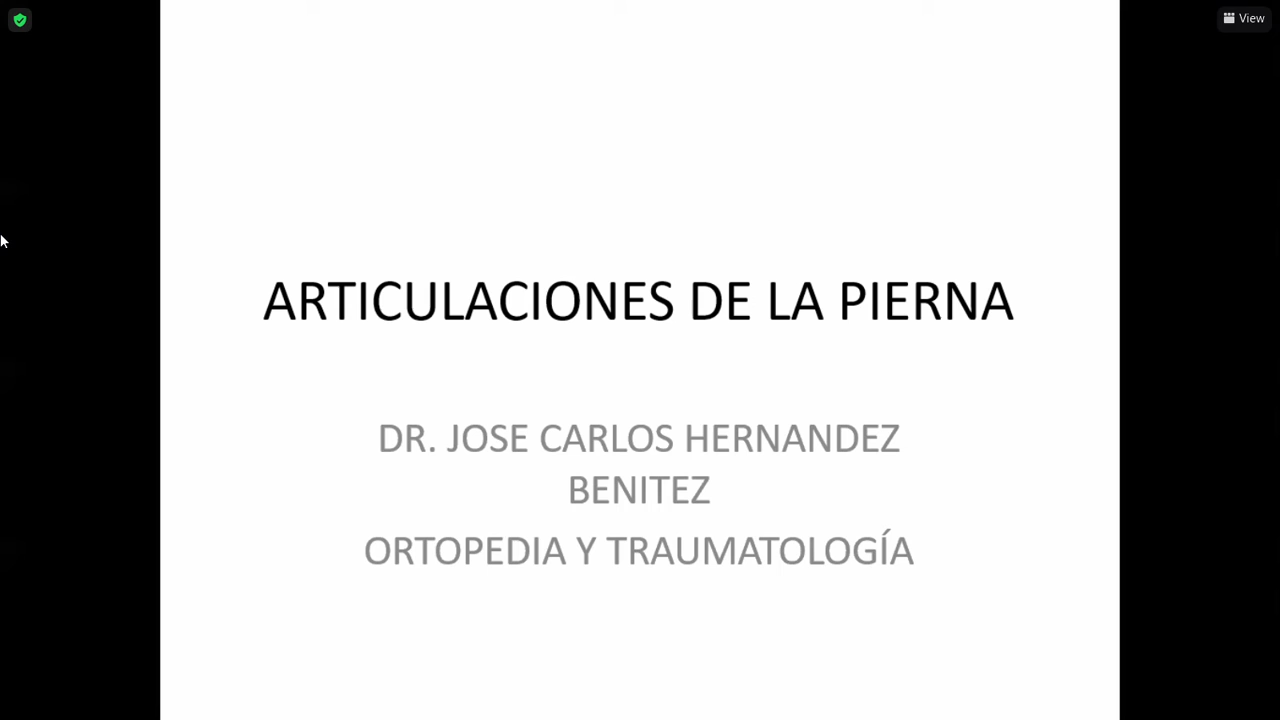 View
ARTICULACIONES DE LA PIERNA
DR. JOSE CARLOS HERNANDEZ
BENITEZ
ORTOPEDIA Y TRAUMATOLOGÍA